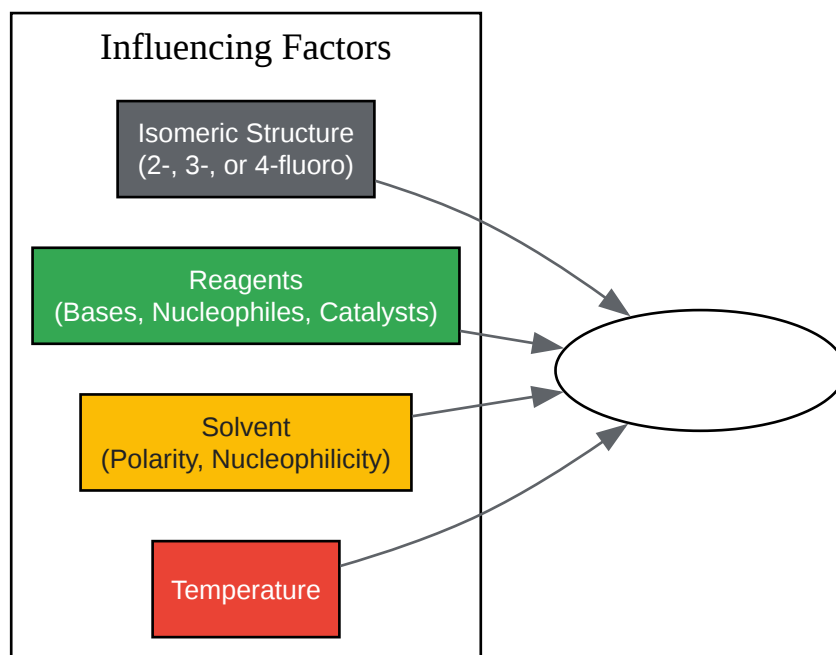 Influencing Factors
Isomeric Structure
(2-, 3-, or 4-fluoro)
Reagents
(Bases, Nucleophiles, Catalysts)
Solvent
(Polarity, Nucleophilicity)
Temperature